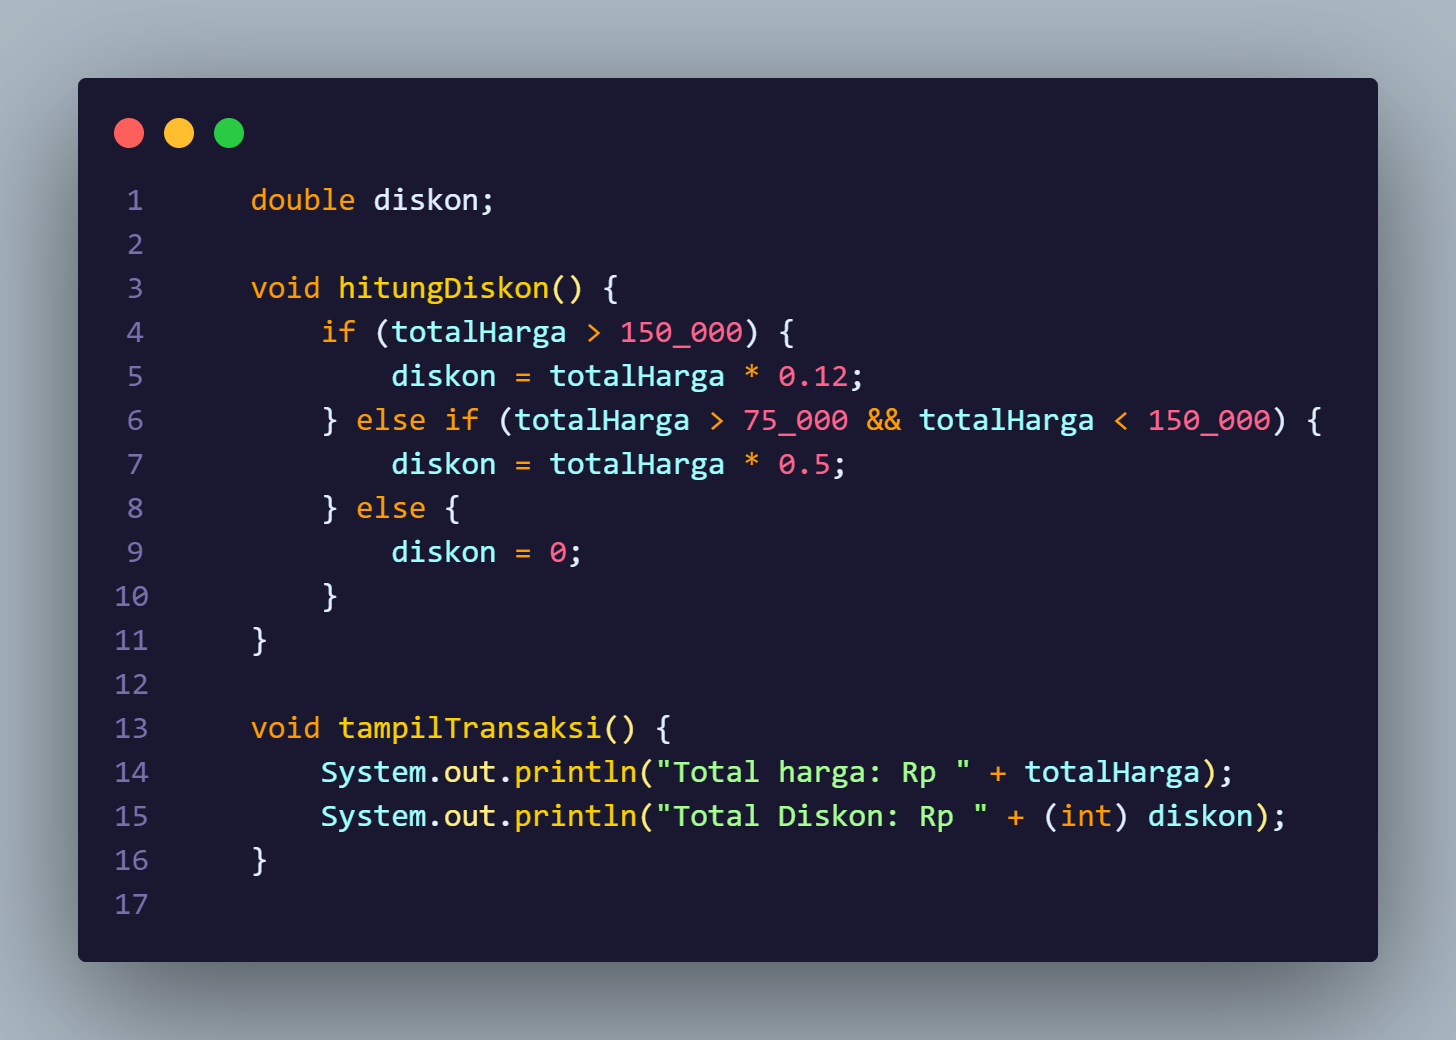 1 double diskon;
2
3 void hitungDiskon() {
4 if (totalHarga > 150_000) {
5 diskon = totalHarga * 0.12;
6 } else if (totalHarga > 75_000 && totalHarga < 150_000) {
7 diskon = totalHarga * 0.5;
8 } else {
9 diskon = 0;
10 }
11 }
12
13 void tampilTransaksi() {
14 System.out.println("Total harga: Rp " + totalHarga);
15 System.out.println("Total Diskon: Rp " + (int) diskon);
16 }
17